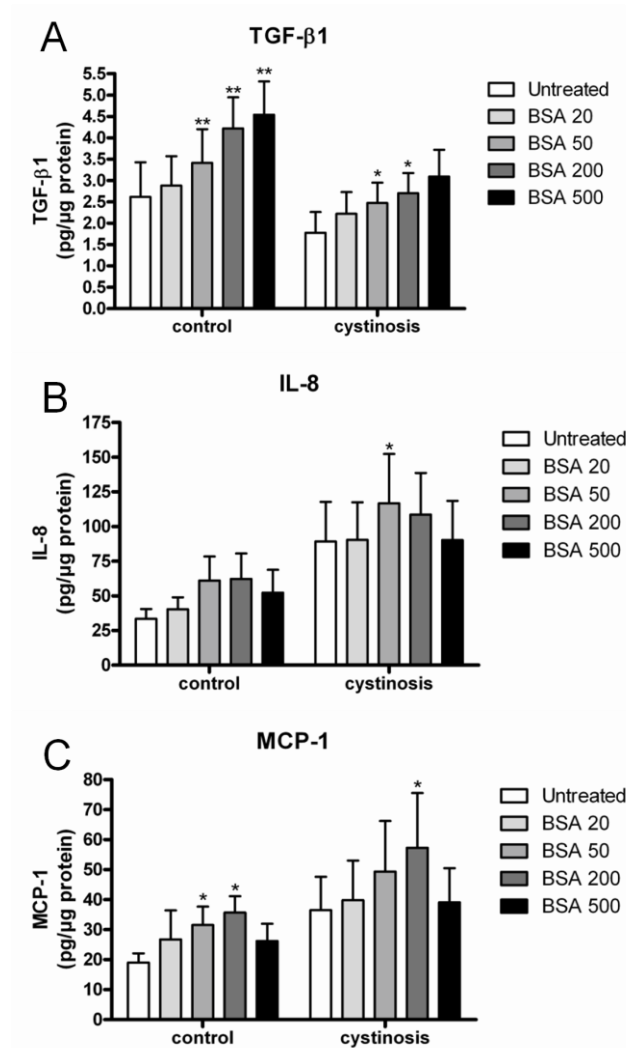 A
TGF-β1
5.5
5.0
4.5
4.0
3.5
3.0
2.5
2.0
1.5
1.0
0.5
0.0
TGF-β1
(pg/µg protein)
**
**
**
*
*
control
cystinosis
Untreated
BSA 20
BSA 50
BSA 200
BSA 500
B
IL-8
175
150
125
100
75
50
25
0
IL-8
(pg/µg protein)
*
control
cystinosis
Untreated
BSA 20
BSA 50
BSA 200
BSA 500
C
MCP-1
80
70
60
50
40
30
20
10
0
MCP-1
(pg/µg protein)
*
*
*
control
cystinosis
Untreated
BSA 20
BSA 50
BSA 200
BSA 500